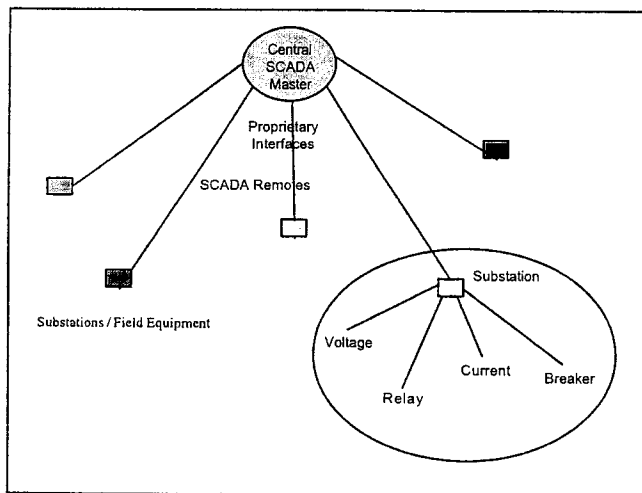 Central
SCADA
Master
Proprietary
Interfaces
SCADA Remotes
Substations / Field Equipment
Substation
Voltage
Relay
Current
Breaker